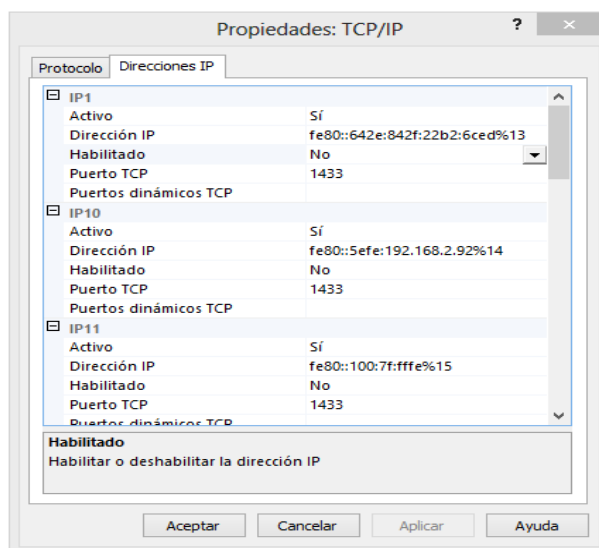 Propiedades: TCP/IP
Protocolo Direcciones IP
IP1
Activo Sí
Dirección IP fe80::642e:842f:22b2:6ced%13
Habilitado No
Puerto TCP 1433
Puertos dinámicos TCP
IP10
Activo Sí
Dirección IP fe80::5efe:192.168.2.92%14
Habilitado No
Puerto TCP 1433
Puertos dinámicos TCP
IP11
Activo Sí
Dirección IP fe80::100:7f:fffe%15
Habilitado No
Puerto TCP 1433
Puertos dinámicos TCP
Habilitado
Habilitar o deshabilitar la dirección IP
Aceptar Cancelar Aplicar Ayuda